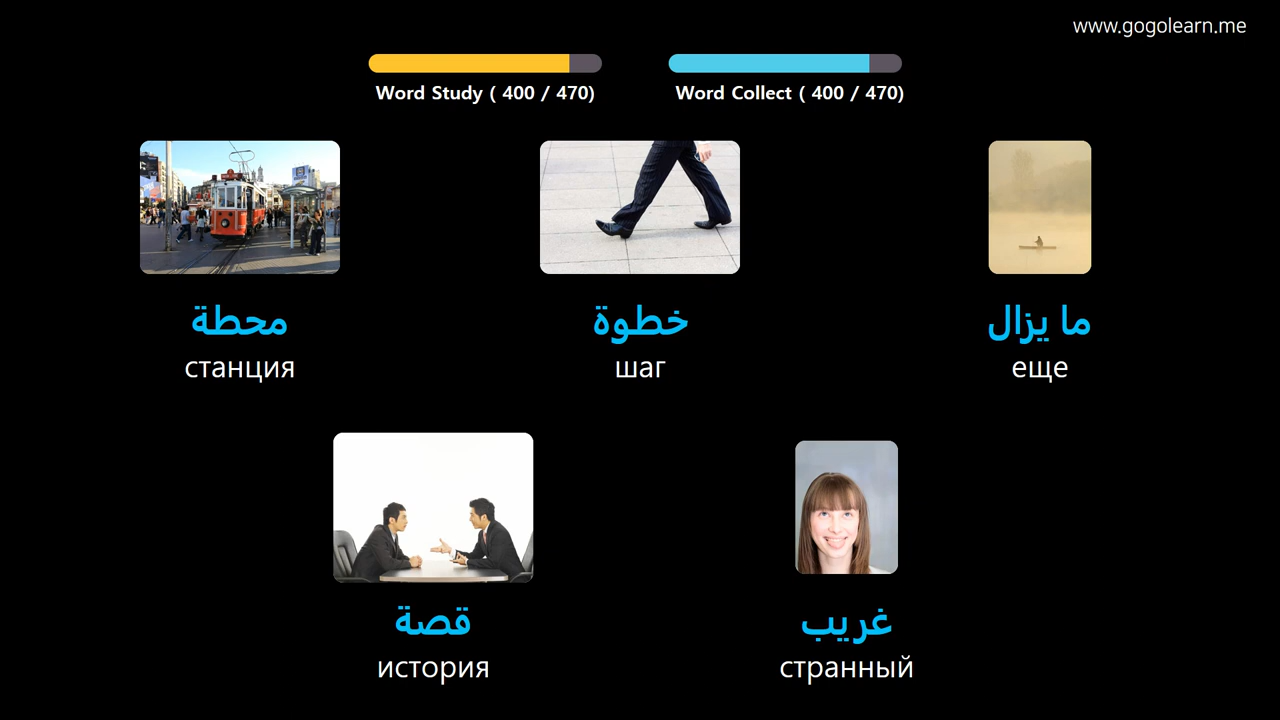 www.gogolearn.me
Word Study ( 400 / 470)
Word Collect ( 400 / 470)
محطة
станция
خطوة
шаг
ما يزال
еще
قصة
история
غريب
странный